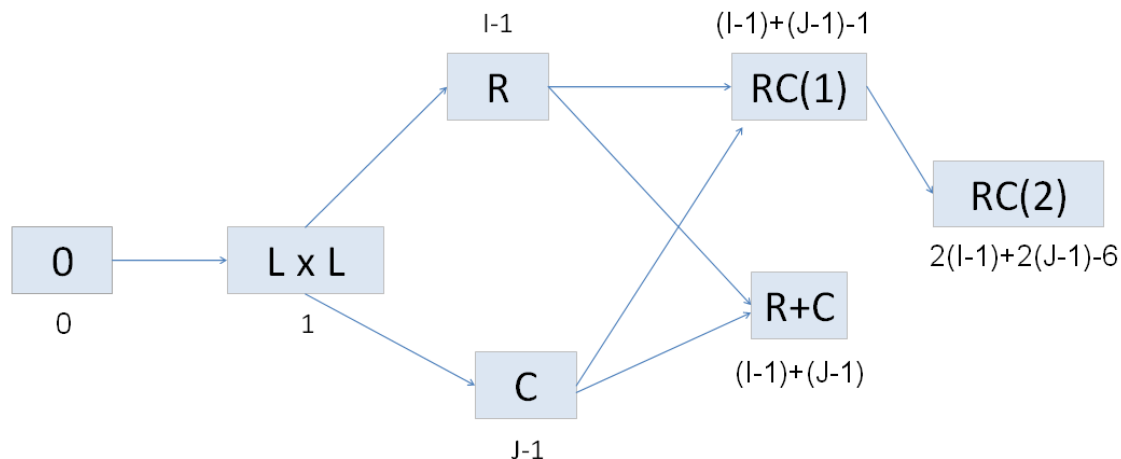 I-1
R
(I-1)+(J-1)-1
RC(1)
RC(2)
2(I-1)+2(J-1)-6
0
0
L x L
1
R+C
(I-1)+(J-1)
C
J-1